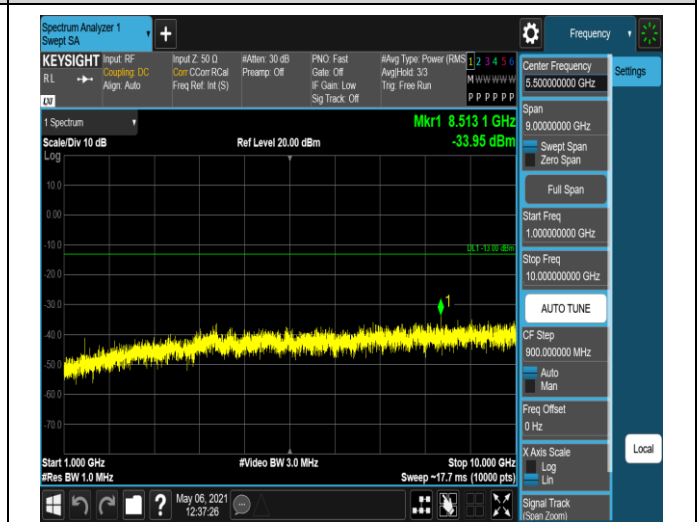 Spectrum Analyzer 1
Swept SA
Frequency
KEYSIGHT
RL
LXI
Input: RF
Coupling: DC
Align: Auto
Input Z: 50 Ω
Corr CCorr RCal
Freq Ref: Int (S)
#Atten: 30 dB
Preamp: Off
PNO: Fast
Gate: Off
IF Gain: Low
Sig Track: Off
#Avg Type: Power (RMS
Avg|Hold: 3/3
Trig: Free Run
1 2 3 4 5 6
M W W W W W
P P P P P P
Center Frequency
5.500000000 GHz
Settings
1 Spectrum
Mkr1 8.513 1 GHz
-33.95 dBm
Scale/Div 10 dB
Ref Level 20.00 dBm
Log
10.0
0.00
-10.0
-20.0
-30.0
-40.0
-50.0
-60.0
-70.0
DL1 -13.00 dBm
1
Span
9.00000000 GHz
Swept Span
Zero Span
Full Span
Start Freq
1.000000000 GHz
Stop Freq
10.000000000 GHz
AUTO TUNE
CF Step
900.000000 MHz
Auto
Man
Freq Offset
0 Hz
X Axis Scale
Log
Lin
Local
Signal Track
(Span Zoom)
Start 1.000 GHz
#Video BW 3.0 MHz
Stop 10.000 GHz
#Res BW 1.0 MHz
Sweep ~17.7 ms (10000 pts)
?
May 06, 2021
12:37:26